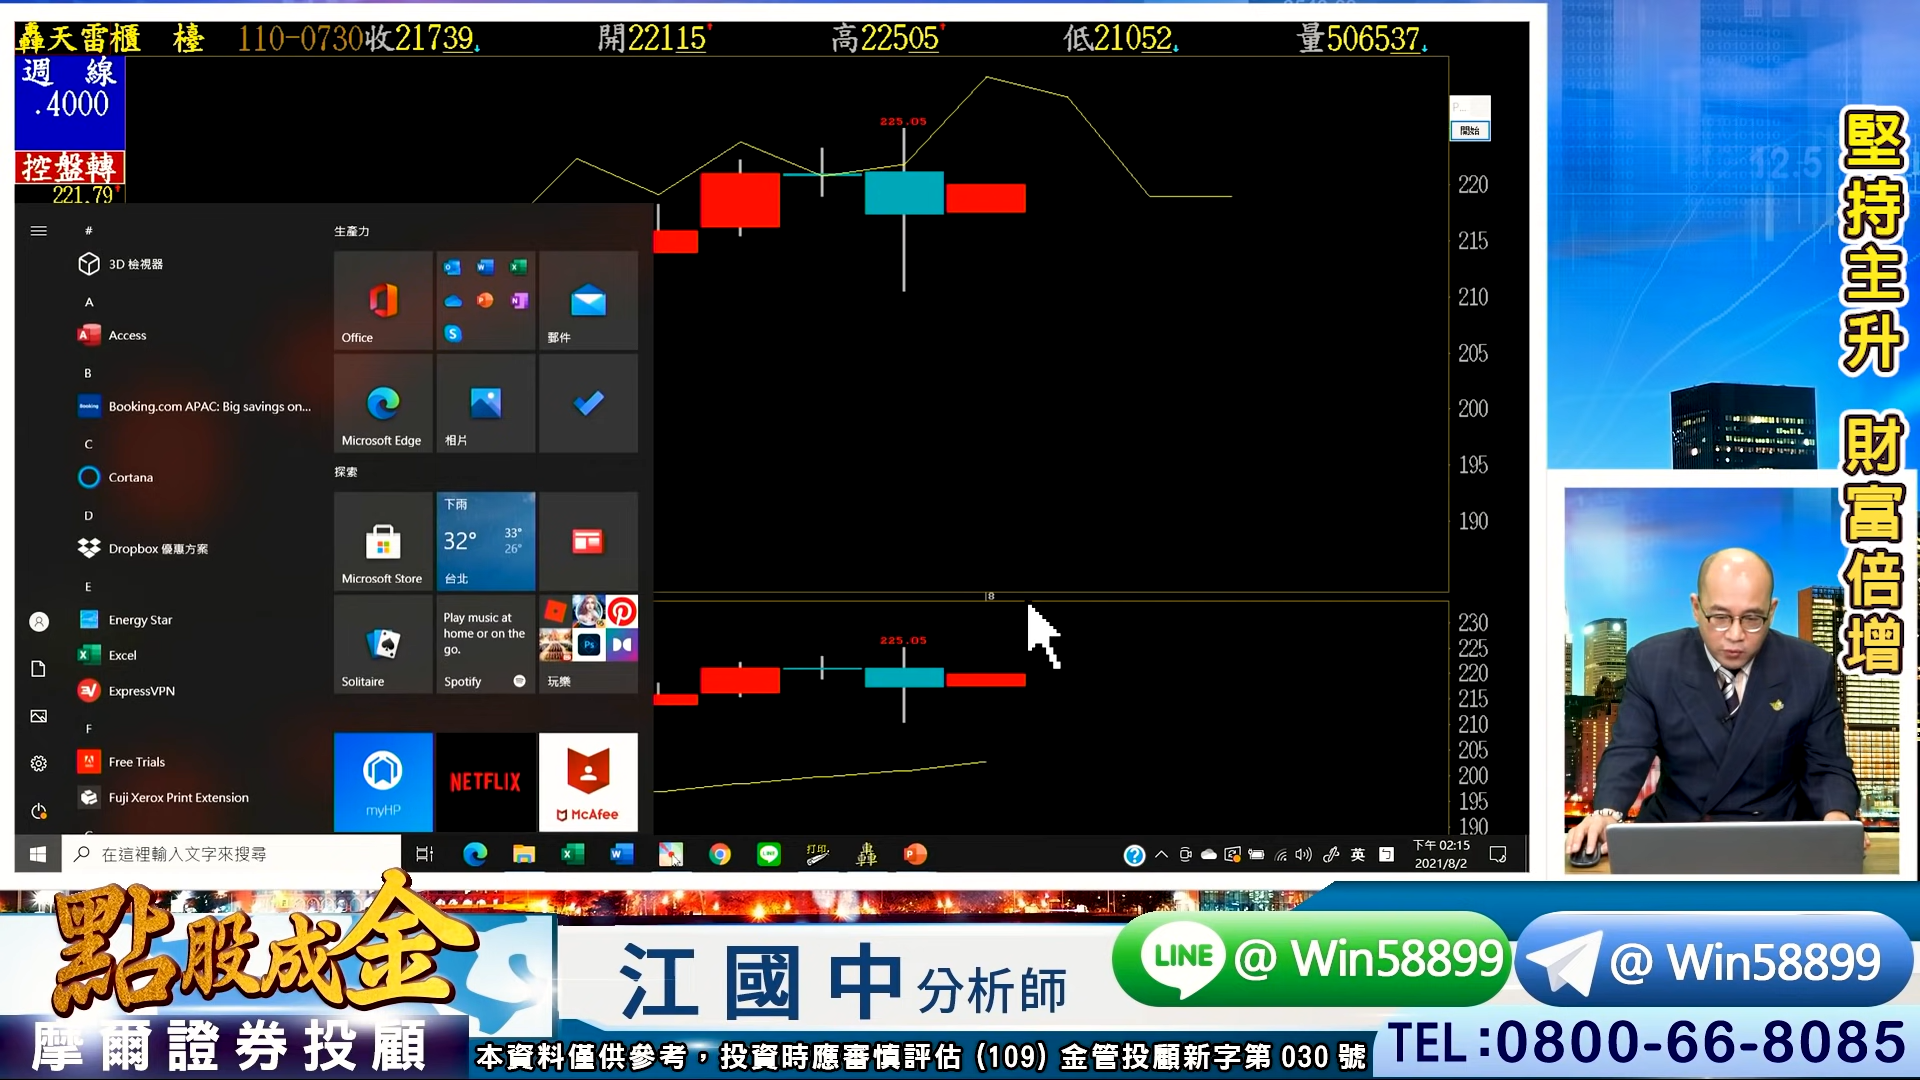 轟天雷櫃 檯 110-0730收21739 開22115 高22505 低21052 量50653​7
週 線
.4000
控盤轉
221.79
225.05
P...
開始
220
215
210
205
200
195
190
8
225.05
230
225
220
215
210
205
200
195
190
#
3D 檢視器
A
Access
B
Booking.com APAC: Big savings on...
C
Cortana
D
Dropbox 優惠方案
E
Energy Star
Excel
ExpressVPN
F
Free Trials
Fuji Xerox Print Extension
生產力
Office
郵件
Microsoft Edge
相片
探索
Microsoft Store
下雨
32°
33°
26°
台北
Solitaire
Play music at
home or on the
go.
Spotify
玩樂
myHP
NETFLIX
McAfee
在這裡輸入文字來搜尋
打印
轟
英
下午 02:15
2021/8/2
堅持主升 財富倍增
點股成金
摩爾證券投顧
江國中分析師
LINE @ Win58899
@ Win58899
TEL:0800-66-8085
本資料僅供參考，投資時應審慎評估 (109) 金管投顧新字第 030 號